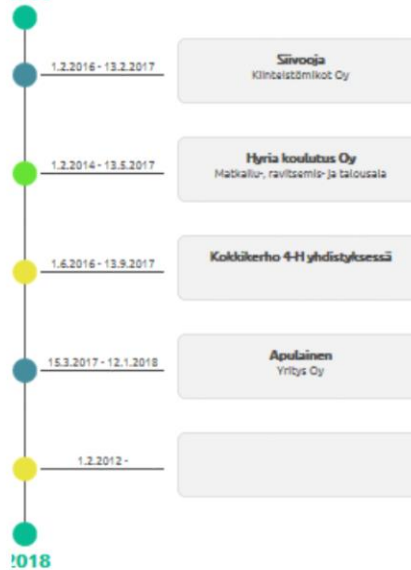 1.2.2016 - 13.2.2017
Siivooja
Kiinteistömikot Oy
1.2.2014 - 13.5.2017
Hyria koulutus Oy
Matkailu-, ravitsemis- ja talousala
1.6.2016 - 13.9.2017
Kokkikerho 4-H yhdistyksessä
15.3.2017 - 12.1.2018
Apulainen
Yritys Oy
1.2.2012 -
2018